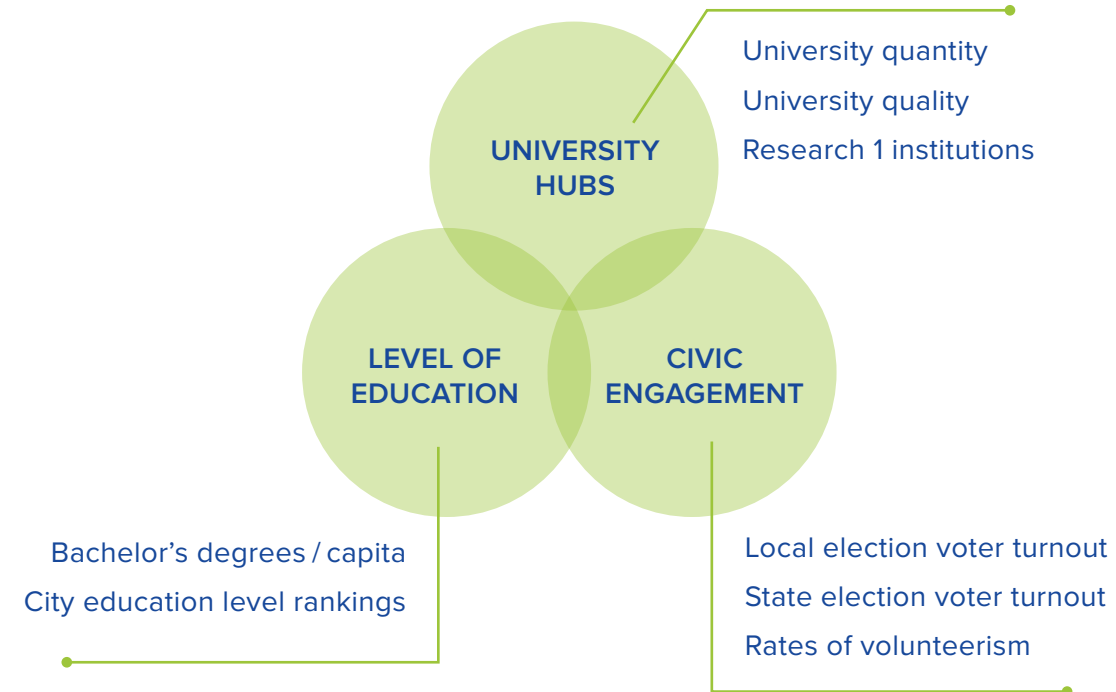 University quantity
University quality
Research 1 institutions
UNIVERSITY
HUBS
LEVEL OF
EDUCATION
CIVIC
ENGAGEMENT
Bachelor’s degrees / capita
City education level rankings
Local election voter turnout
State election voter turnout
Rates of volunteerism